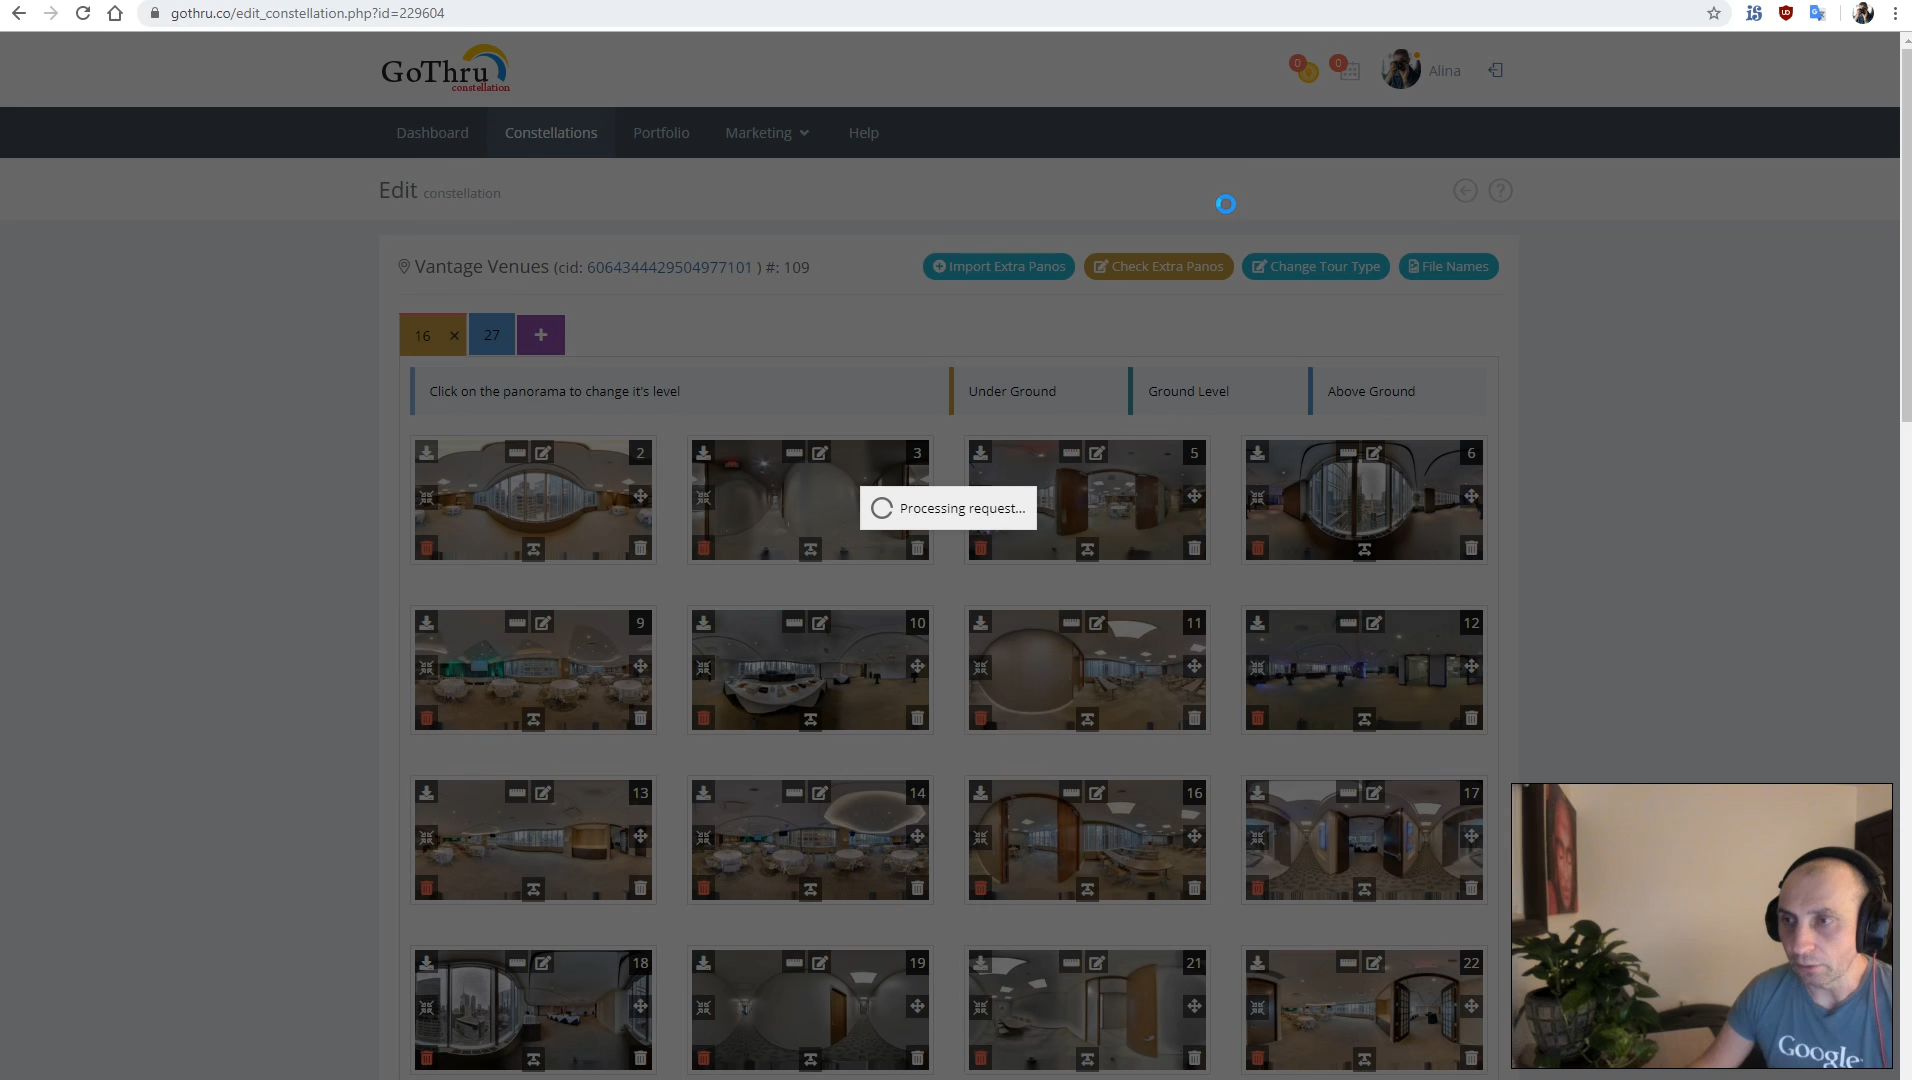 gothru.co/edit_constellation.php?id=229604
GoThru
constellation
0
0
Alina
Dashboard
Constellations
Portfolio
Marketing
Help
Edit constellation
Vantage Venues (cid: 6064344429504977101 ) #: 109
Import Extra Panos
Check Extra Panos
Change Tour Type
File Names
16
27
+
Click on the panorama to change it's level
Under Ground
Ground Level
Above Ground
2
3
5
6
Processing request...
9
10
11
12
13
14
16
17
18
19
21
22
Google